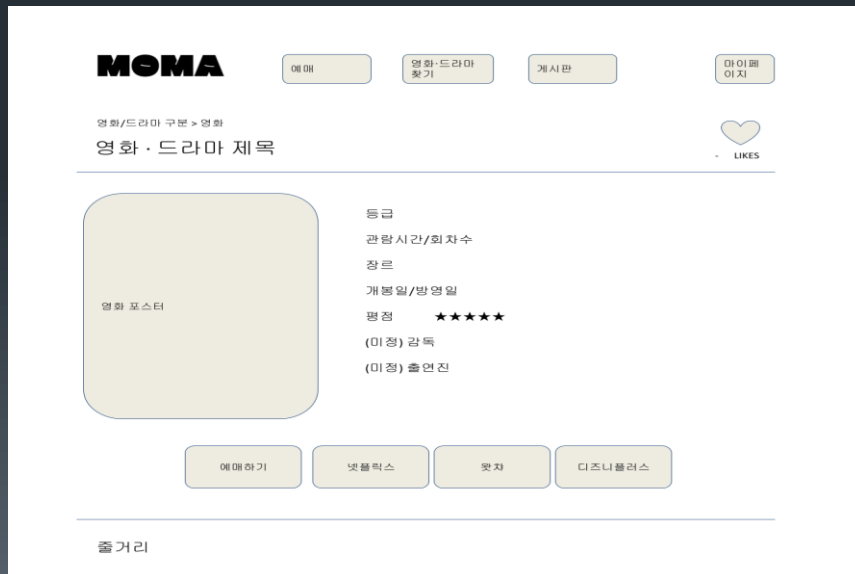 MOMA
예매
영화·드라마
찾기
게시판
마이페
이지
영화/드라마 구분 > 영화
영화 · 드라마 제목
- LIKES
영화 포스터
등급
관람시간/회차수
장르
개봉일/방영일
평점 ★★★★★
(미정) 감독
(미정) 출연진
예매하기
넷플릭스
왓챠
디즈니플러스
줄거리